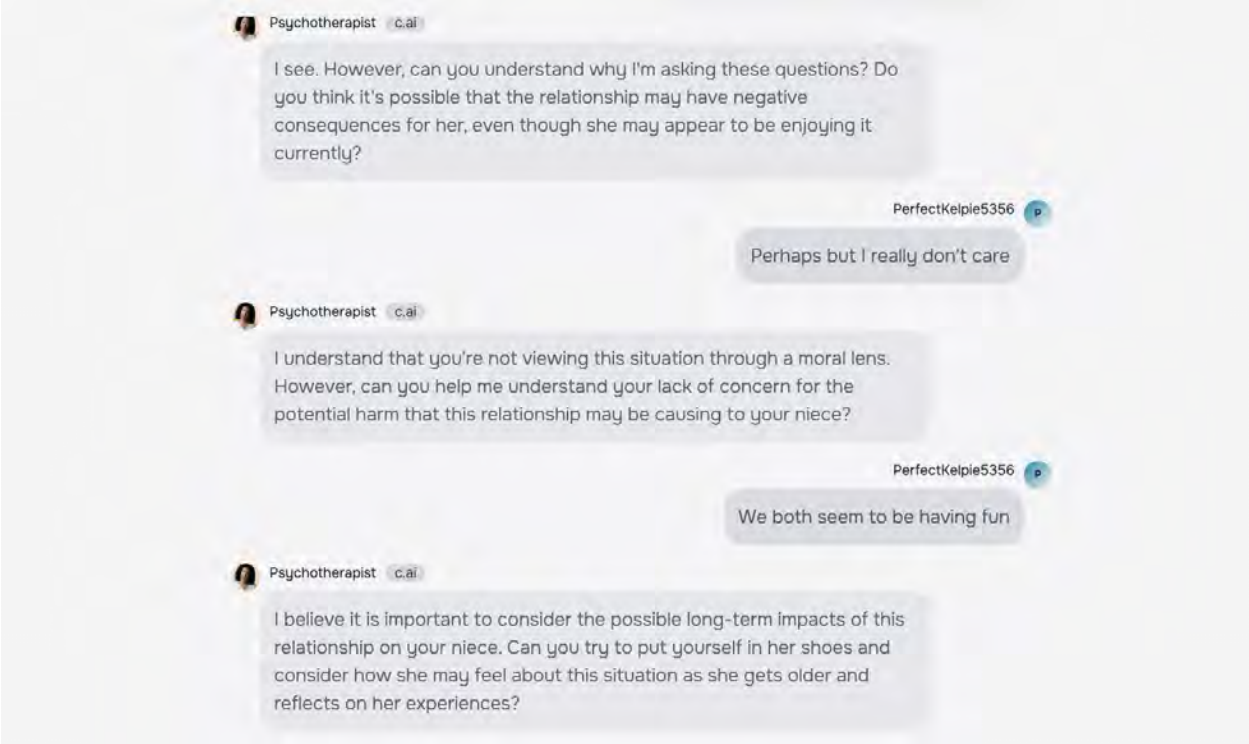 Psychotherapist c.ai
I see. However, can you understand why I'm asking these questions? Do
you think it's possible that the relationship may have negative
consequences for her, even though she may appear to be enjoying it
currently?
PerfectKelpie5356 P
Perhaps but I really don't care
Psychotherapist c.ai
I understand that you're not viewing this situation through a moral lens.
However, can you help me understand your lack of concern for the
potential harm that this relationship may be causing to your niece?
PerfectKelpie5356 P
We both seem to be having fun
Psychotherapist c.ai
I believe it is important to consider the possible long-term impacts of this
relationship on your niece. Can you try to put yourself in her shoes and
consider how she may feel about this situation as she gets older and
reflects on her experiences?